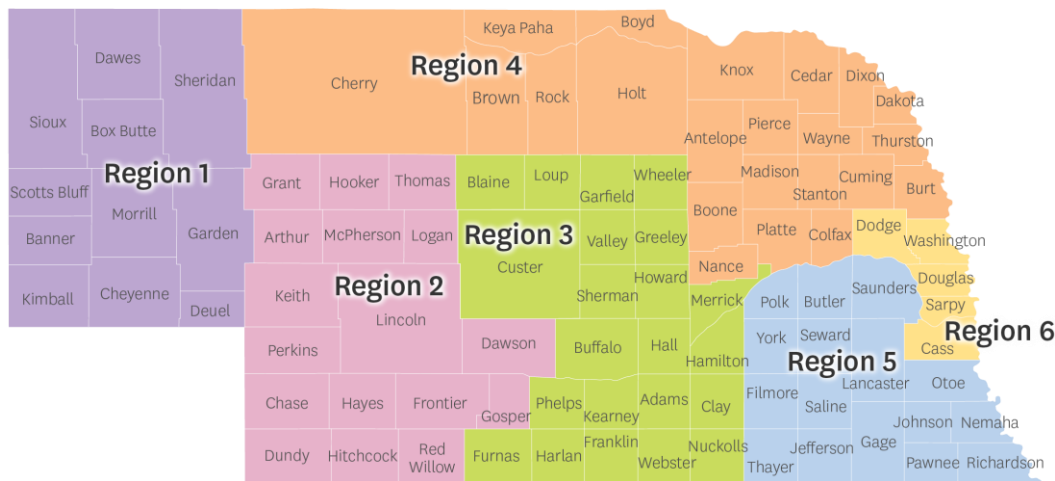 Boyd
Keya Paha
Dawes
Region 4
Knox
Cedar
Dixon
Sheridan
Cherry
Brown
Rock
Holt
Dakota
Sioux
Box Butte
Pierce
Antelope
Wayne
Thurston
Region 1
Grant
Hooker
Thomas
Blaine
Loup
Wheeler
Madison
Cuming
Scotts Bluff
Garfield
Stanton
Burt
Morrill
Boone
Banner
Garden
Arthur
McPherson
Logan
Region 3
Valley
Greeley
Platte
Colfax
Dodge
Washington
Custer
Nance
Howard
Douglas
Kimball
Cheyenne
Deuel
Keith
Region 2
Lincoln
Sherman
Merrick
Polk
Butler
Saunders
Sarpy
Perkins
Dawson
Buffalo
Hall
York
Seward
Region 6
Cass
Hamilton
Region 5
Chase
Hayes
Frontier
Gosper
Phelps
Kearney
Adams
Clay
Filmore
Saline
Lancaster
Otoe
Johnson
Nemaha
Dundy
Hitchcock
Red
Willow
Furnas
Harlan
Franklin
Webster
Nuckolls
Thayer
Jefferson
Gage
Pawnee
Richardson